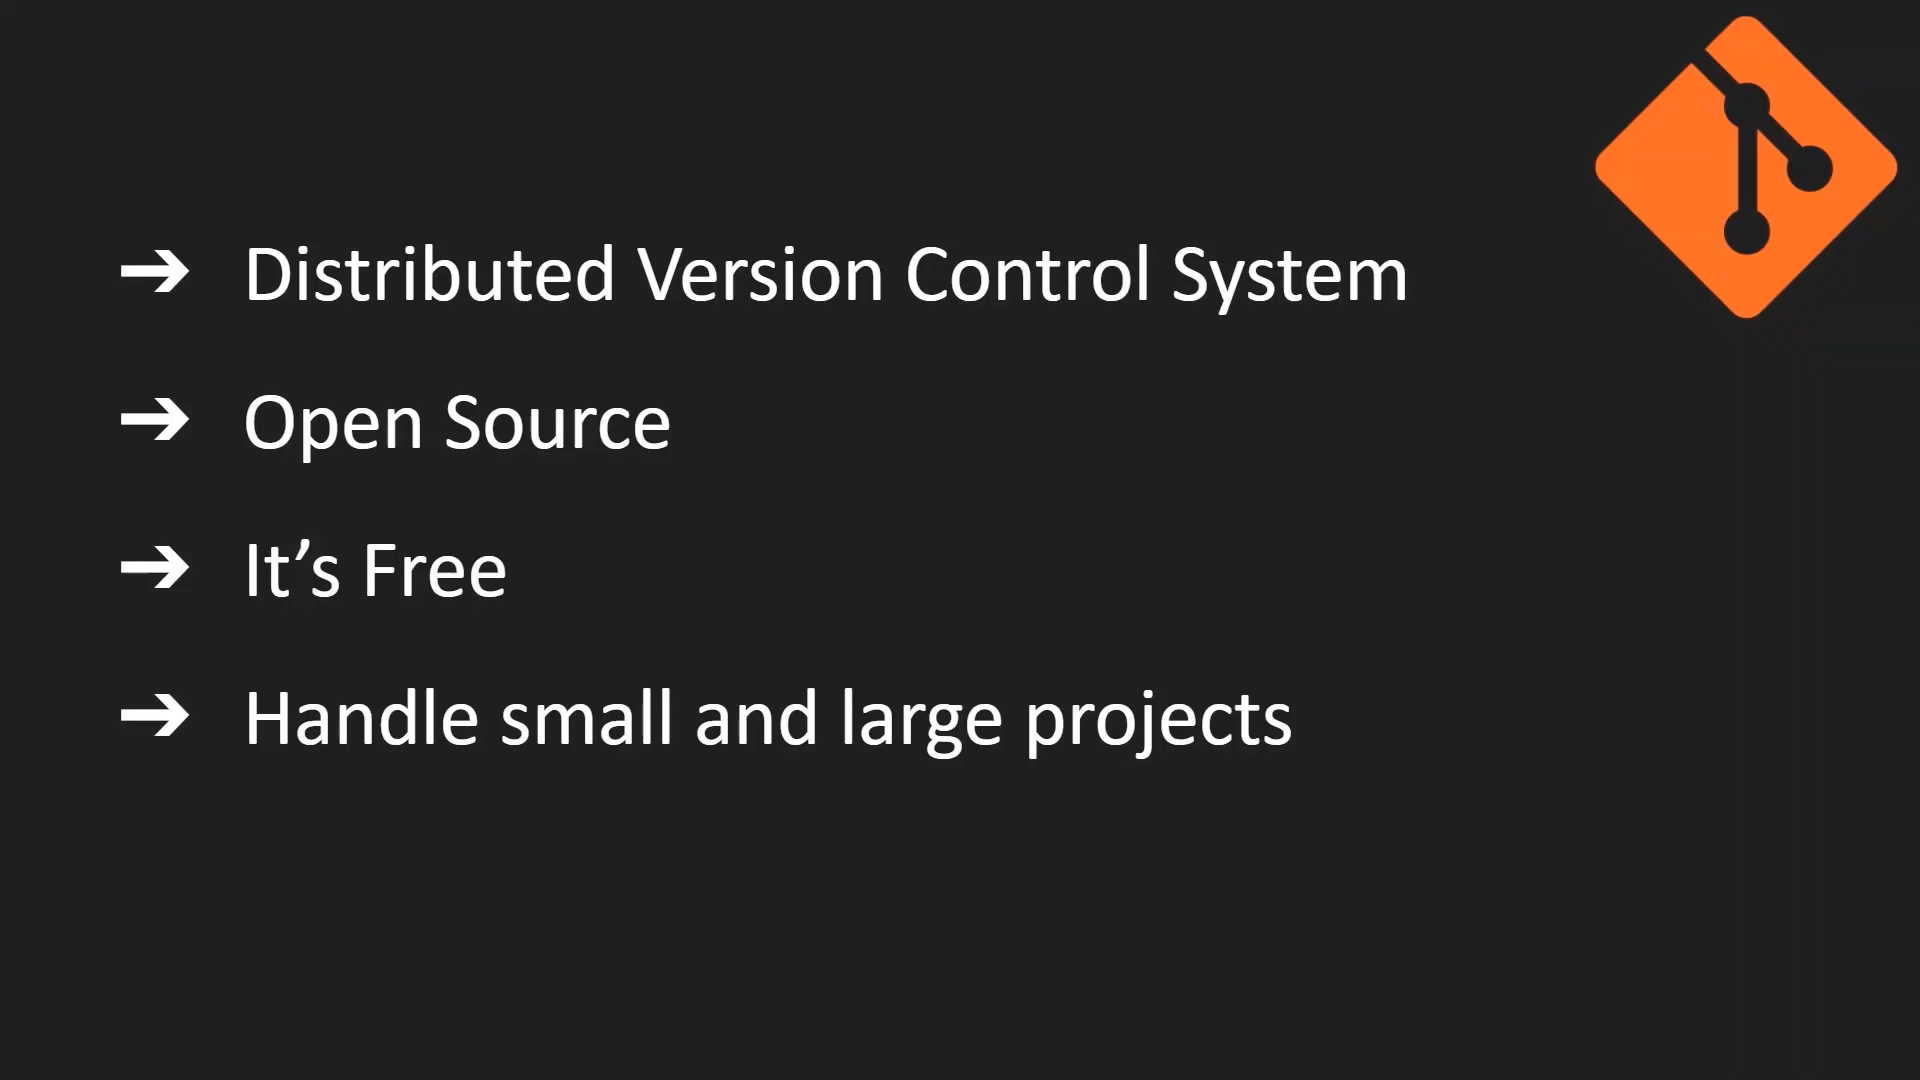 ➔ Distributed Version Control System
➔ Open Source
➔ It’s Free
➔ Handle small and large projects